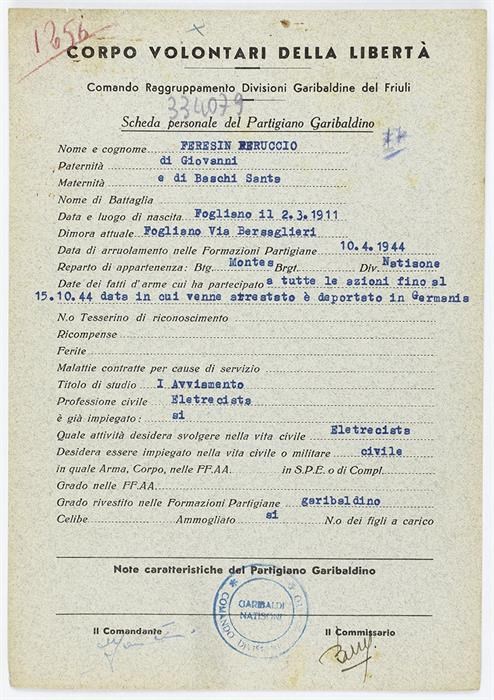 1656
CORPO VOLONTARI DELLA LIBERTÀ
Comando Raggruppamento Divisioni Garibaldine del Friuli
334079
Scheda personale del Partigiano Garibaldino
Nome e cognome FERESIN FERUCCIO
Paternità di Giovanni
Maternità e di Baschi Santa
Nome di Battaglia
Data e luogo di nascita Fogliano il 2.3.1911
Dimora attuale Fogliano Via Bersaglieri
Data di arruolamento nelle Formazioni Partigiane 10.4.1944
Reparto di appartenenza: Btg. Montes Brgt. Div. Natisone
Date dei fatti d'arme cui ha partecipato a tutte le azioni fino al
15.10.44 data in cui venne arrestato è deportato in Germania
N.o Tesserino di riconoscimento
Ricompense
Ferite
Malattie contratte per cause di servizio
Titolo di studio I Avviamento
Professione civile Eletrecista
è già impiegato: si
Quale attività desidera svolgere nella vita civile Eletrecista
Desidera essere impiegato nella vita civile o militare civile
in quale Arma, Corpo, nelle FF.AA. in S.P.E. o di Compl.
Grado nelle FF.AA.
Grado rivestito nelle Formazioni Partigiane garibaldino
Celibe Ammogliato si N.o dei figli a carico
Note caratteristiche del Partigiano Garibaldino
GARIBALDI
NATISONE
COMANDO
Il Comandante Il Commissario